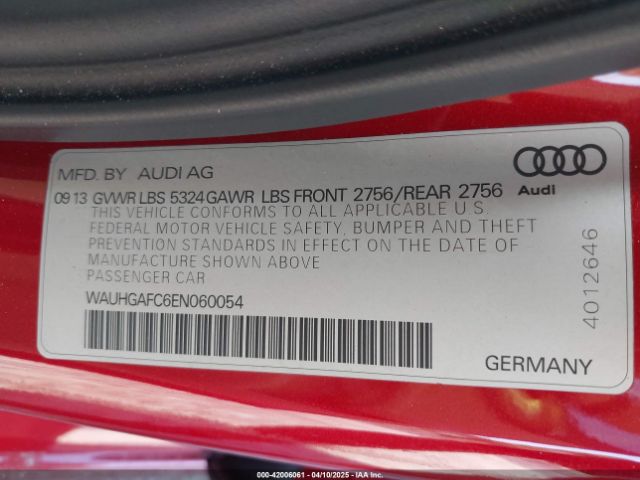 MFD. BY AUDI AG
09 13 GVWR LBS 5324 GAWR LBS FRONT 2756/REAR 2756
Audi
THIS VEHICLE CONFORMS TO ALL APPLICABLE U.S.
FEDERAL MOTOR VEHICLE SAFETY, BUMPER AND THEFT
PREVENTION STANDARDS IN EFFECT ON THE DATE OF
MANUFACTURE SHOWN ABOVE
PASSENGER CAR
WAUHGAFC6EN060054
4012646
GERMANY
000-42006061 - 04/10/2025 - IAAI.COM